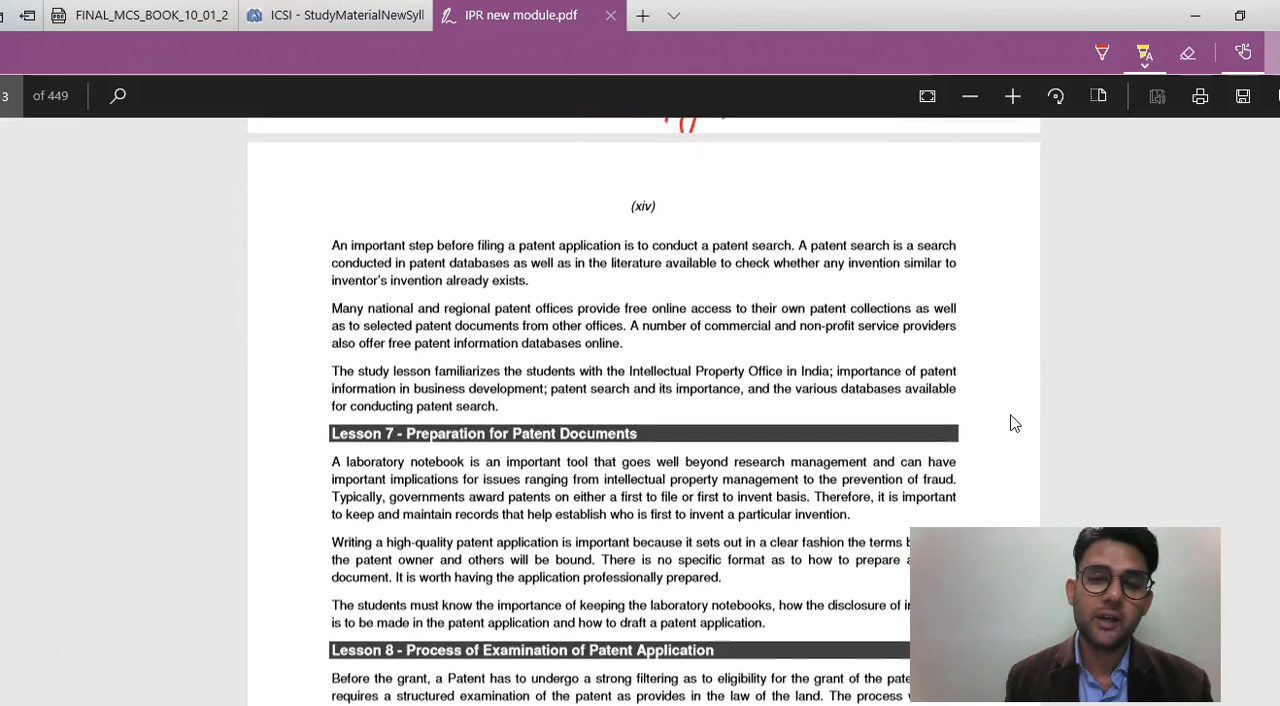 FINAL_MCS_BOOK_10_01_2
ICSI - StudyMaterialNewSyll
IPR new module.pdf
3 of 449
(xiv)
An important step before filing a patent application is to conduct a patent search. A patent search is a search
conducted in patent databases as well as in the literature available to check whether any invention similar to
inventor's invention already exists.
Many national and regional patent offices provide free online access to their own patent collections as well
as to selected patent documents from other offices. A number of commercial and non-profit service providers
also offer free patent information databases online.
The study lesson familiarizes the students with the Intellectual Property Office in India; importance of patent
information in business development; patent search and its importance, and the various databases available
for conducting patent search.
Lesson 7 - Preparation for Patent Documents
A laboratory notebook is an important tool that goes well beyond research management and can have
important implications for issues ranging from intellectual property management to the prevention of fraud.
Typically, governments award patents on either a first to file or first to invent basis. Therefore, it is important
to keep and maintain records that help establish who is first to invent a particular invention.
Writing a high-quality patent application is important because it sets out in a clear fashion the terms
the patent owner and others will be bound. There is no specific format as to how to prepare
document. It is worth having the application professionally prepared.
The students must know the importance of keeping the laboratory notebooks, how the disclosure of
is to be made in the patent application and how to draft a patent application.
Lesson 8 - Process of Examination of Patent Application
Before the grant, a Patent has to undergo a strong filtering as to eligibility for the grant of the
requires a structured examination of the patent as provides in the law of the land. The process